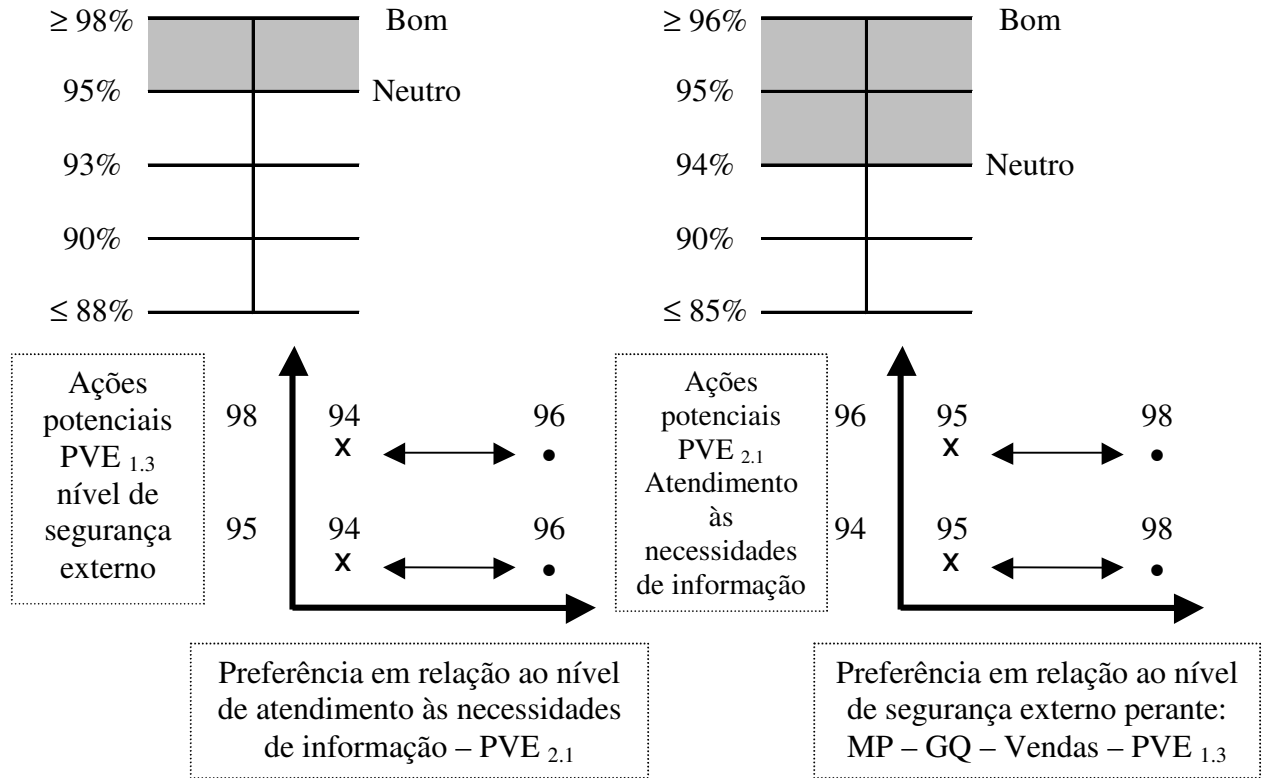 ≥ 98% Bom
95% Neutro
93%
90%
≤ 88%
≥ 96% Bom
95%
94% Neutro
90%
≤ 85%
Ações
potenciais
PVE 1.3
nível de
segurança
externo
98 94 96
x •
95 94 96
x •
Preferência em relação ao nível
de atendimento às necessidades
de informação – PVE 2.1
Ações
potenciais
PVE 2.1
Atendimento
às
necessidades
de informação
96 95 98
x •
94 95 98
x •
Preferência em relação ao nível
de segurança externo perante:
MP – GQ – Vendas – PVE 1.3